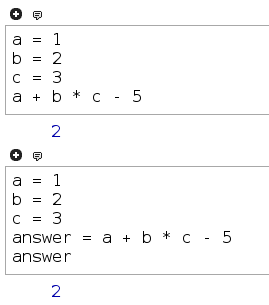 a = 1
b = 2
c = 3
a + b * c - 5
2
a = 1
b = 2
c = 3
answer = a + b * c - 5
answer
2